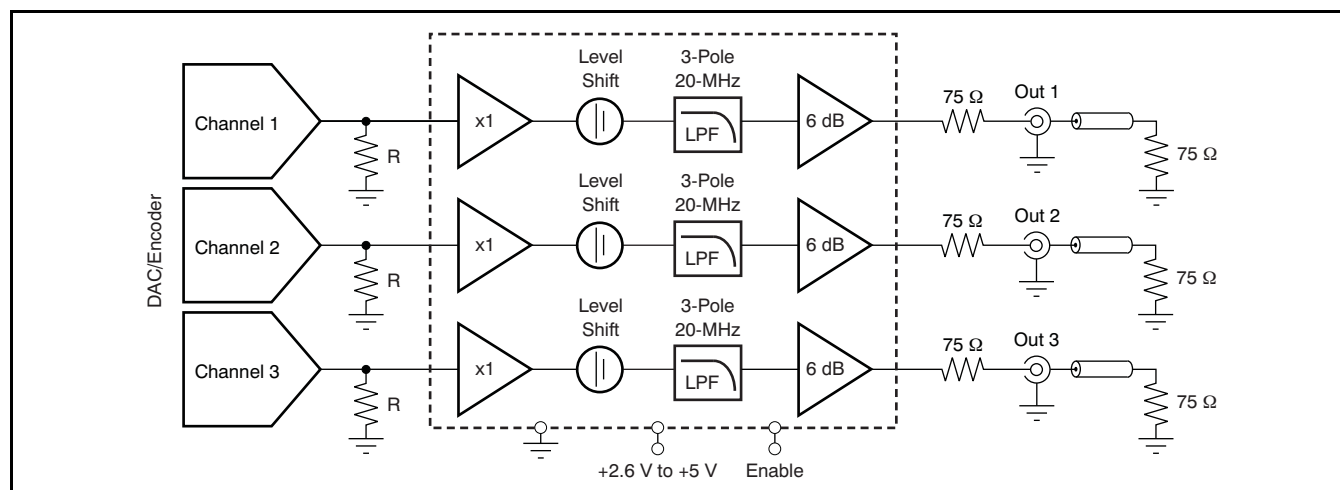 Level
Shift
3-Pole
20-MHz
Channel 1
R
x1
LPF
6 dB
75 Ω
Out 1
75 Ω
DAC/Encoder
Level
Shift
3-Pole
20-MHz
Channel 2
R
x1
LPF
6 dB
75 Ω
Out 2
75 Ω
Level
Shift
3-Pole
20-MHz
Channel 3
R
x1
LPF
6 dB
75 Ω
Out 3
75 Ω
+2.6 V to +5 V
Enable